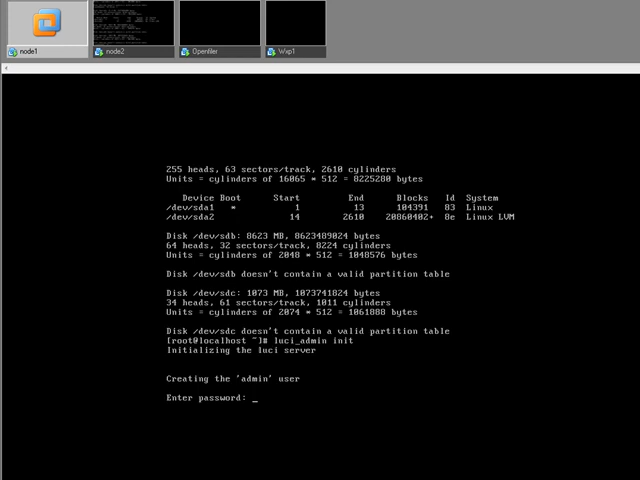 node1
node2
Openfiler
Wxp1
255 heads, 63 sectors/track, 2610 cylinders
Units = cylinders of 16065 * 512 = 8225280 bytes
Device Boot Start End Blocks Id System
/dev/sda1 * 1 13 104391 83 Linux
/dev/sda2 14 2610 20860402+ 8e Linux LVM
Disk /dev/sdb: 8623 MB, 8623489024 bytes
64 heads, 32 sectors/track, 8224 cylinders
Units = cylinders of 2048 * 512 = 1048576 bytes
Disk /dev/sdb doesn't contain a valid partition table
Disk /dev/sdc: 1073 MB, 1073741824 bytes
34 heads, 61 sectors/track, 1011 cylinders
Units = cylinders of 2074 * 512 = 1061888 bytes
Disk /dev/sdc doesn't contain a valid partition table
[root@localhost ~]# luci_admin init
Initializing the luci server
Creating the 'admin' user
Enter password: _